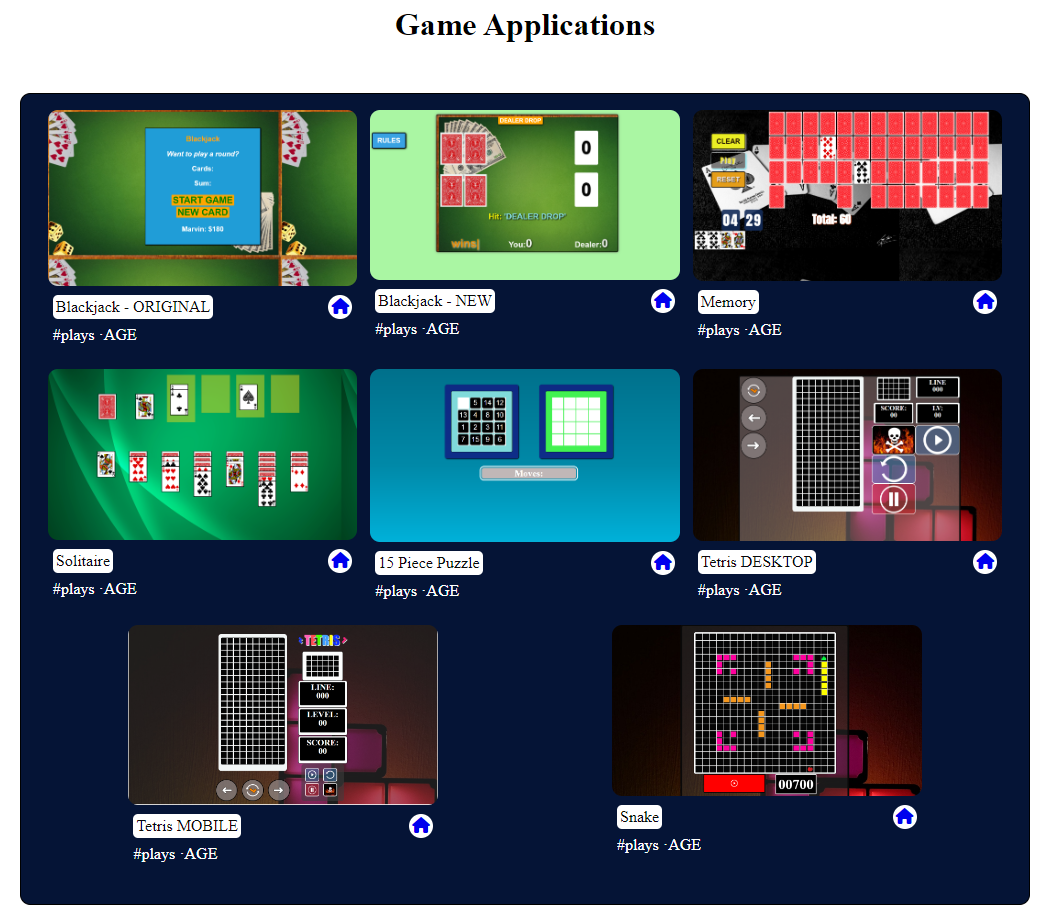 Game Applications
Blackjack
Want to play a round?
Cards:
Sum:
START GAME
NEW CARD
Marvin: $180
Blackjack - ORIGINAL
#plays ·AGE
RULES
DEALER DROP
0
0
Hit: 'DEALER DROP'
wins|
You:0
Dealer:0
Blackjack - NEW
#plays ·AGE
CLEAR
Play
RESET
04 29
Total: 60
Memory
#plays ·AGE
Solitaire
#plays ·AGE
5 14 12
13 4 8 10
1 2 3 11
7 15 9 6
Moves:
15 Piece Puzzle
#plays ·AGE
LINE
000
SCORE:
00
LV:
00
Tetris DESKTOP
#plays ·AGE
TETRIS
LINE:
000
LEVEL:
00
SCORE:
00
Tetris MOBILE
#plays ·AGE
00700
Snake
#plays ·AGE